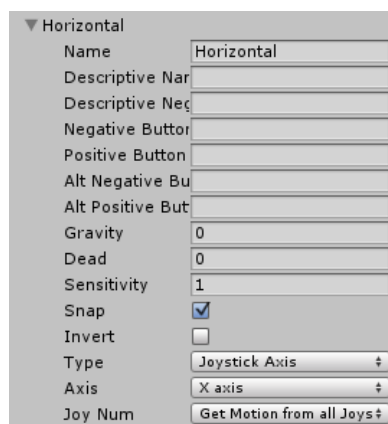 Horizontal
Name Horizontal
Descriptive Nar
Descriptive Neg
Negative Button
Positive Button
Alt Negative Bu
Alt Positive But
Gravity 0
Dead 0
Sensitivity 1
Snap
Invert
Type Joystick Axis
Axis X axis
Joy Num Get Motion from all Joys